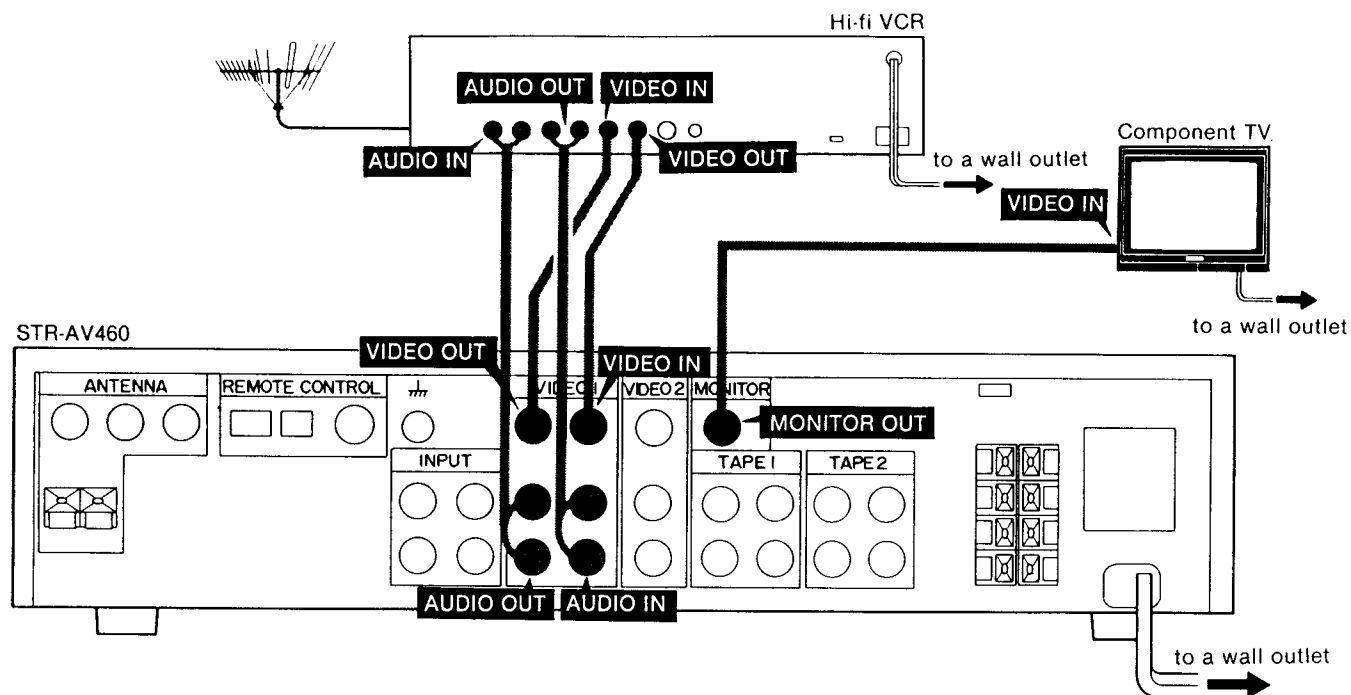 Hi-fi VCR
AUDIO OUT
VIDEO IN
AUDIO IN
VIDEO OUT
to a wall outlet
Component TV
VIDEO IN
to a wall outlet
STR-AV460
VIDEO OUT
VIDEO IN
ANTENNA
REMOTE CONTROL
VIDEO 1
VIDEO 2
MONITOR
MONITOR OUT
INPUT
TAPE 1
TAPE 2
AUDIO OUT
AUDIO IN
to a wall outlet